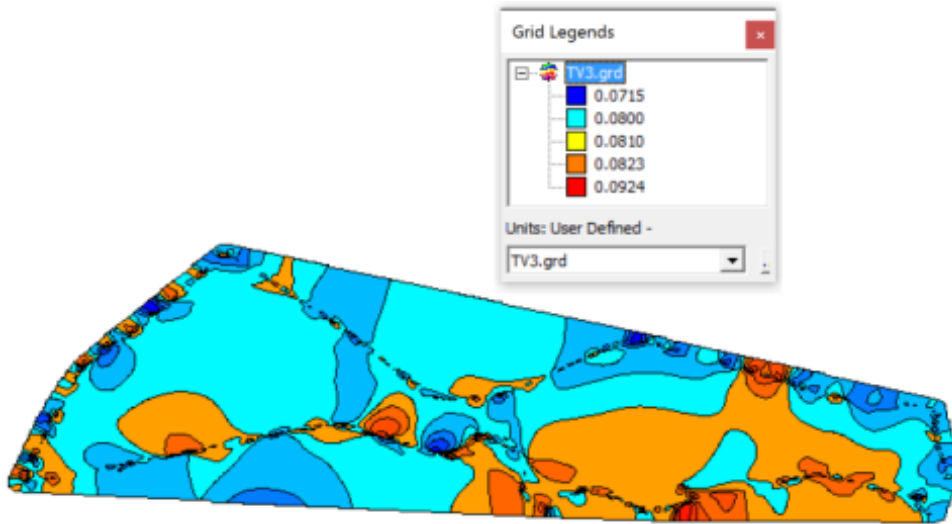 Grid Legends
TV3.grd
0.0715
0.0800
0.0810
0.0823
0.0924
Units: User Defined -
TV3.grd